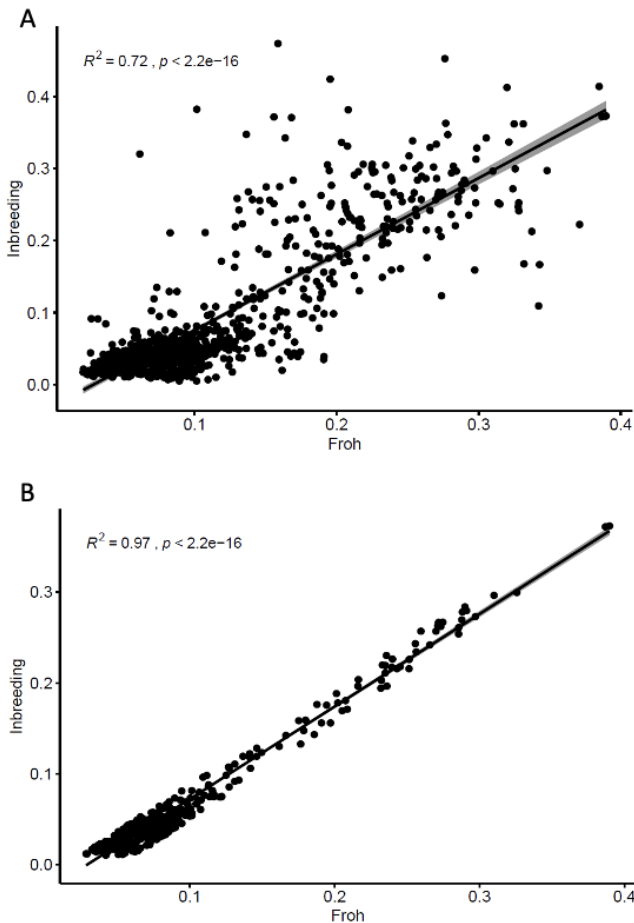 A
R² = 0.72 , p < 2.2e−16
Inbreeding
0.4
0.3
0.2
0.1
0.0
0.1 0.2 0.3 0.4
Froh
B
R² = 0.97 , p < 2.2e−16
Inbreeding
0.3
0.2
0.1
0.0
0.1 0.2 0.3 0.4
Froh